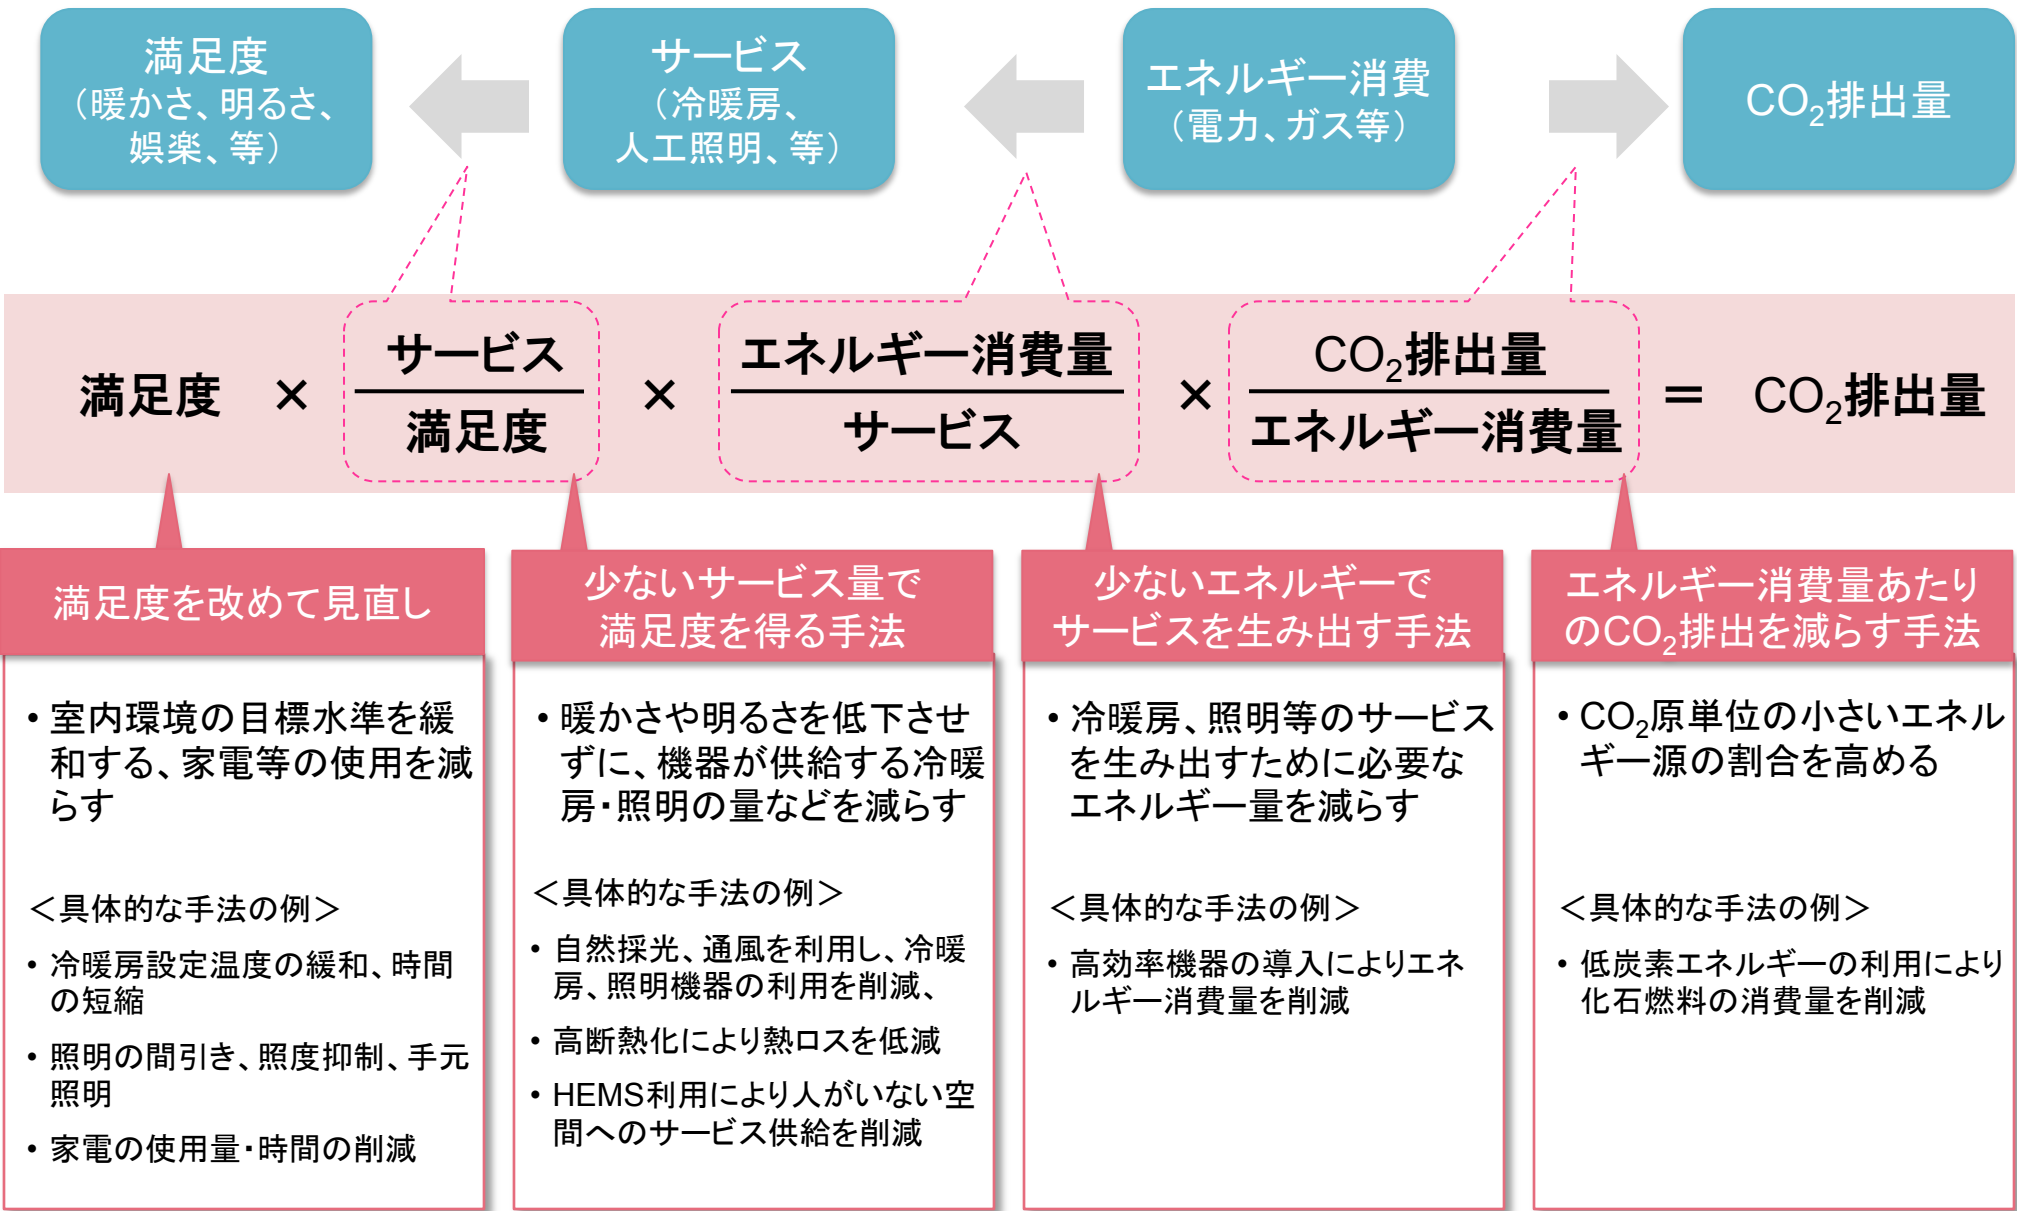 満足度
（暖かさ、明るさ、
娯楽、等）
サービス
（冷暖房、
人工照明、等）
エネルギー消費
（電力、ガス等）
CO₂排出量
満足度 × サービス × エネルギー消費量 × CO₂排出量 ＝ CO₂排出量
満足度 サービス エネルギー消費量
満足度を改めて見直し
・室内環境の目標水準を緩
和する、家電等の使用を減
らす
＜具体的な手法の例＞
・冷暖房設定温度の緩和、時間
の短縮
・照明の間引き、照度抑制、手元
照明
・家電の使用量・時間の削減
少ないサービス量で
満足度を得る手法
・暖かさや明るさを低下させ
ずに、機器が供給する冷暖
房・照明の量などを減らす
＜具体的な手法の例＞
・自然採光、通風を利用し、冷暖
房、照明機器の利用を削減、
・高断熱化により熱ロスを低減
・HEMS利用により人がいない空
間へのサービス供給を削減
少ないエネルギーで
サービスを生み出す手法
・冷暖房、照明等のサービス
を生み出すために必要な
エネルギー量を減らす
＜具体的な手法の例＞
・高効率機器の導入によりエネ
ルギー消費量を削減
エネルギー消費量あたり
のCO₂排出を減らす手法
・CO₂原単位の小さいエネル
ギー源の割合を高める
＜具体的な手法の例＞
・低炭素エネルギーの利用により
化石燃料の消費量を削減